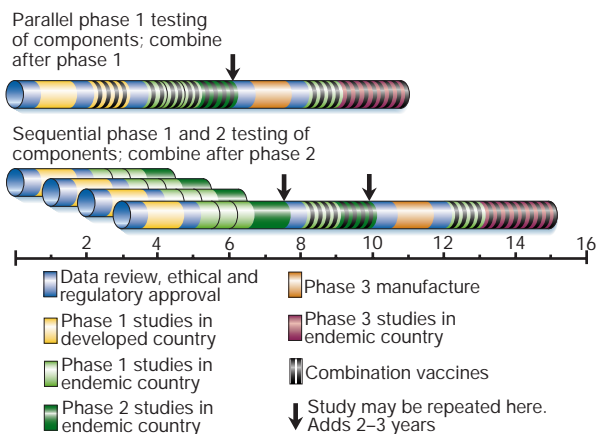 Parallel phase 1 testing
of components; combine
after phase 1
Sequential phase 1 and 2 testing of
components; combine after phase 2
2 4 6 8 10 12 14 16
Data review, ethical and
regulatory approval
Phase 1 studies in
developed country
Phase 1 studies in
endemic country
Phase 2 studies in
endemic country
Phase 3 manufacture
Phase 3 studies in
endemic country
Combination vaccines
Study may be repeated here.
Adds 2–3 years